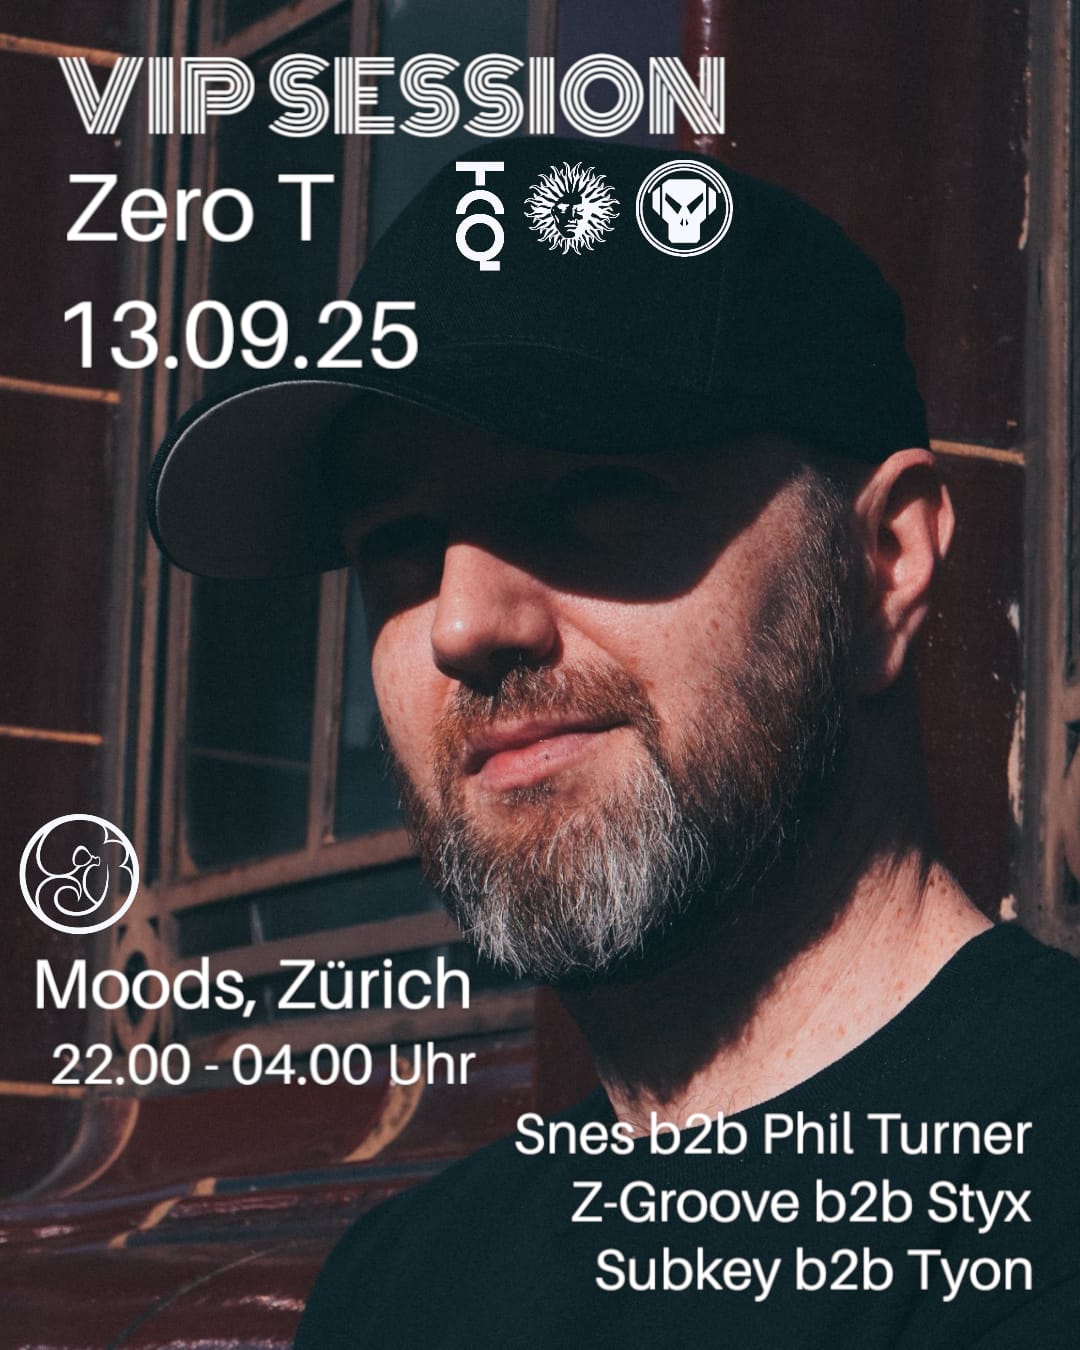 VIP SESSION
Zero T
13.09.25
Moods, Zürich
22.00 - 04.00 Uhr
Snes b2b Phil Turner
Z-Groove b2b Styx
Subkey b2b Tyon